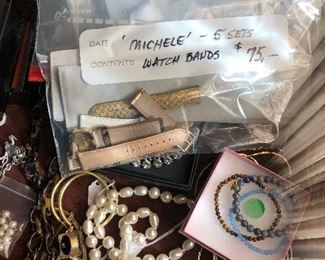 DATE 'MICHELE' - 5 SETS
CONTENTS WATCH BANDS $75,-